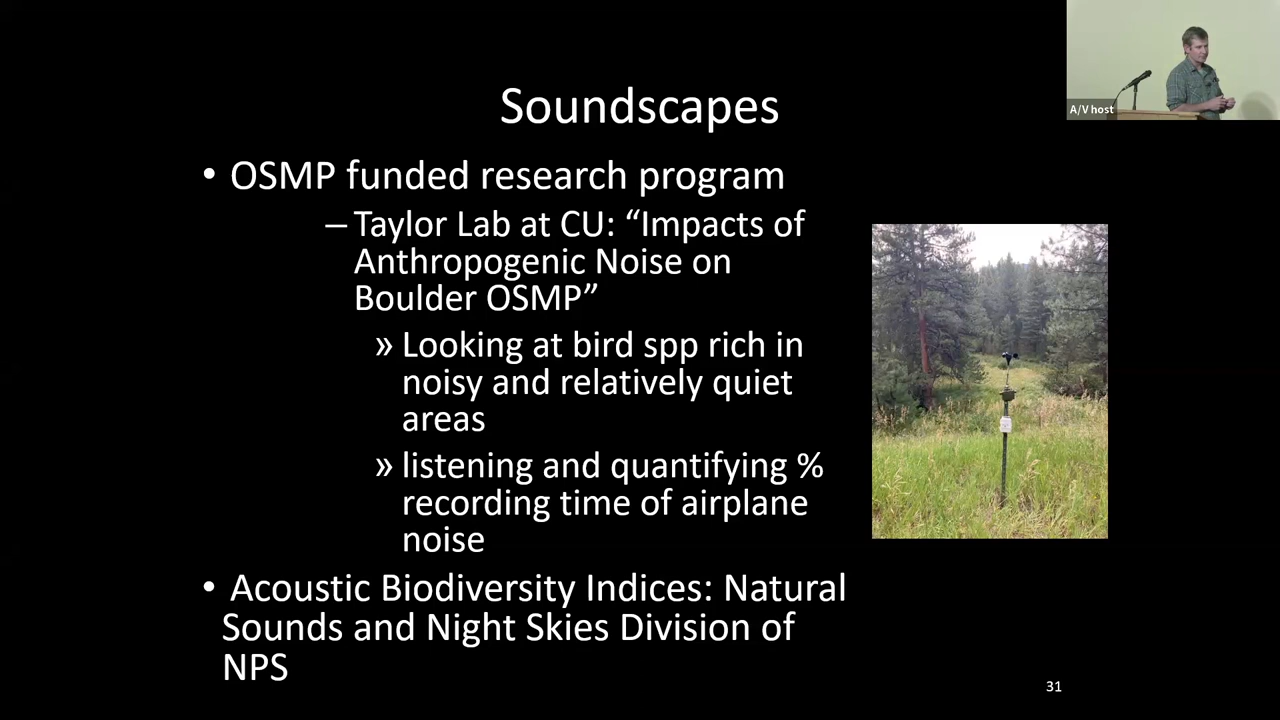 Soundscapes
• OSMP funded research program
– Taylor Lab at CU: “Impacts of
Anthropogenic Noise on
Boulder OSMP”
» Looking at bird spp rich in
noisy and relatively quiet
areas
» listening and quantifying %
recording time of airplane
noise
• Acoustic Biodiversity Indices: Natural
Sounds and Night Skies Division of
NPS
31
A/V host